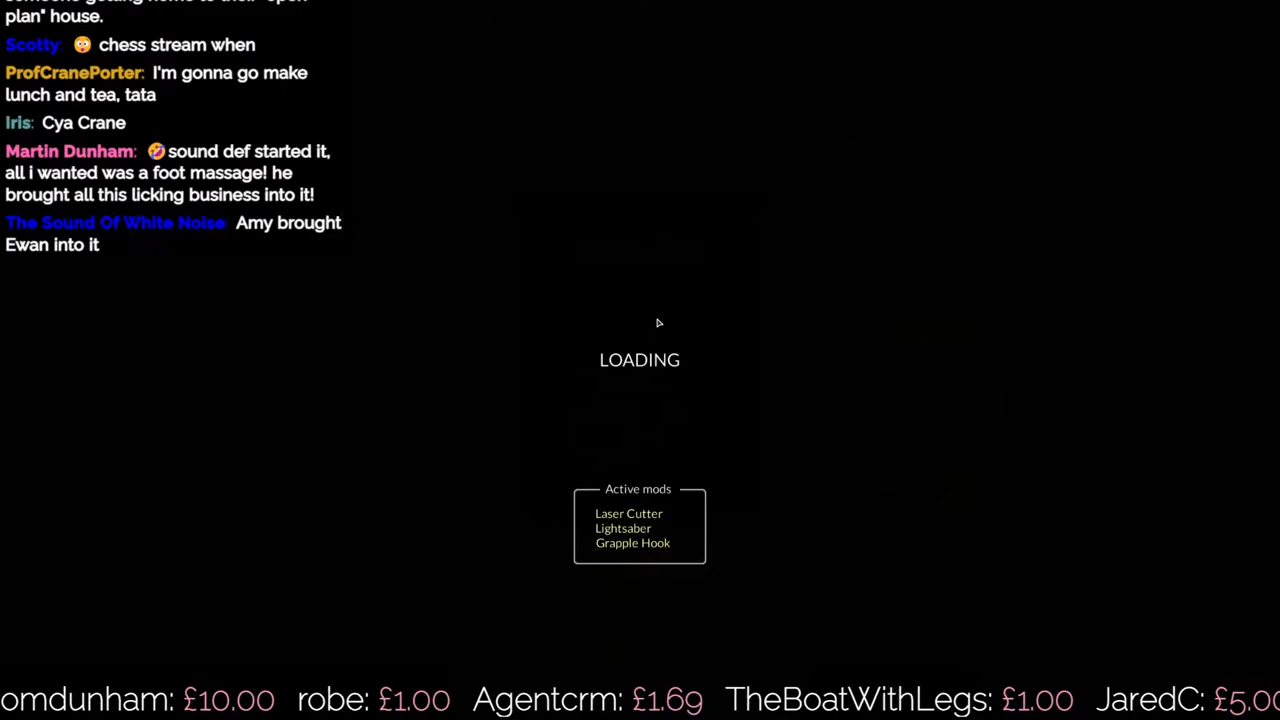 plan" house.
Scotty: 😳 chess stream when
ProfCranePorter: I'm gonna go make
lunch and tea, tata
Iris: Cya Crane
Martin Dunham: 🤣 sound def started it,
all i wanted was a foot massage! he
brought all this licking business into it!
The Sound Of White Noise: Amy brought
Ewan into it
LOADING
Active mods
Laser Cutter
Lightsaber
Grapple Hook
omdunham: £10.00 robe: £1.00 Agentcrm: £1.69 TheBoatWithLegs: £1.00 JaredC: £5.00